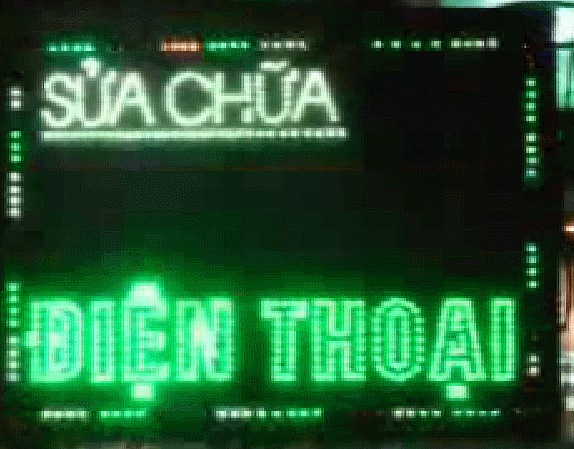 SỬA CHỮA
ĐIỆN THOẠI